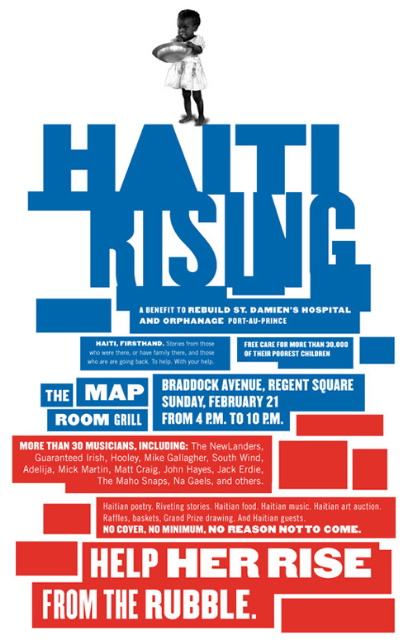 HAITI
RISING
A BENEFIT TO REBUILD ST. DAMIEN'S HOSPITAL
AND ORPHANAGE PORT-AU-PRINCE
HAITI, FIRSTHAND. Stories from those
who were there, or have family there, and those
who are are going back. To help. With your help.
FREE CARE FOR MORE THAN 30,000
OF THEIR POOREST CHILDREN
THE MAP
ROOM GRILL
BRADDOCK AVENUE, REGENT SQUARE
SUNDAY, FEBRUARY 21
FROM 4 P.M. TO 10 P.M.
MORE THAN 30 MUSICIANS, INCLUDING: The NewLanders,
Guaranteed Irish, Hooley, Mike Gallagher, South Wind,
Adelija, Mick Martin, Matt Craig, John Hayes, Jack Erdie,
The Maho Snaps, Na Gaels, and others.
Haitian poetry. Riveting stories. Haitian food. Haitian music. Haitian art auction.
Raffles, baskets, Grand Prize drawing. And Haitian guests.
NO COVER, NO MINIMUM, NO REASON NOT TO COME.
HELP HER RISE
FROM THE RUBBLE.